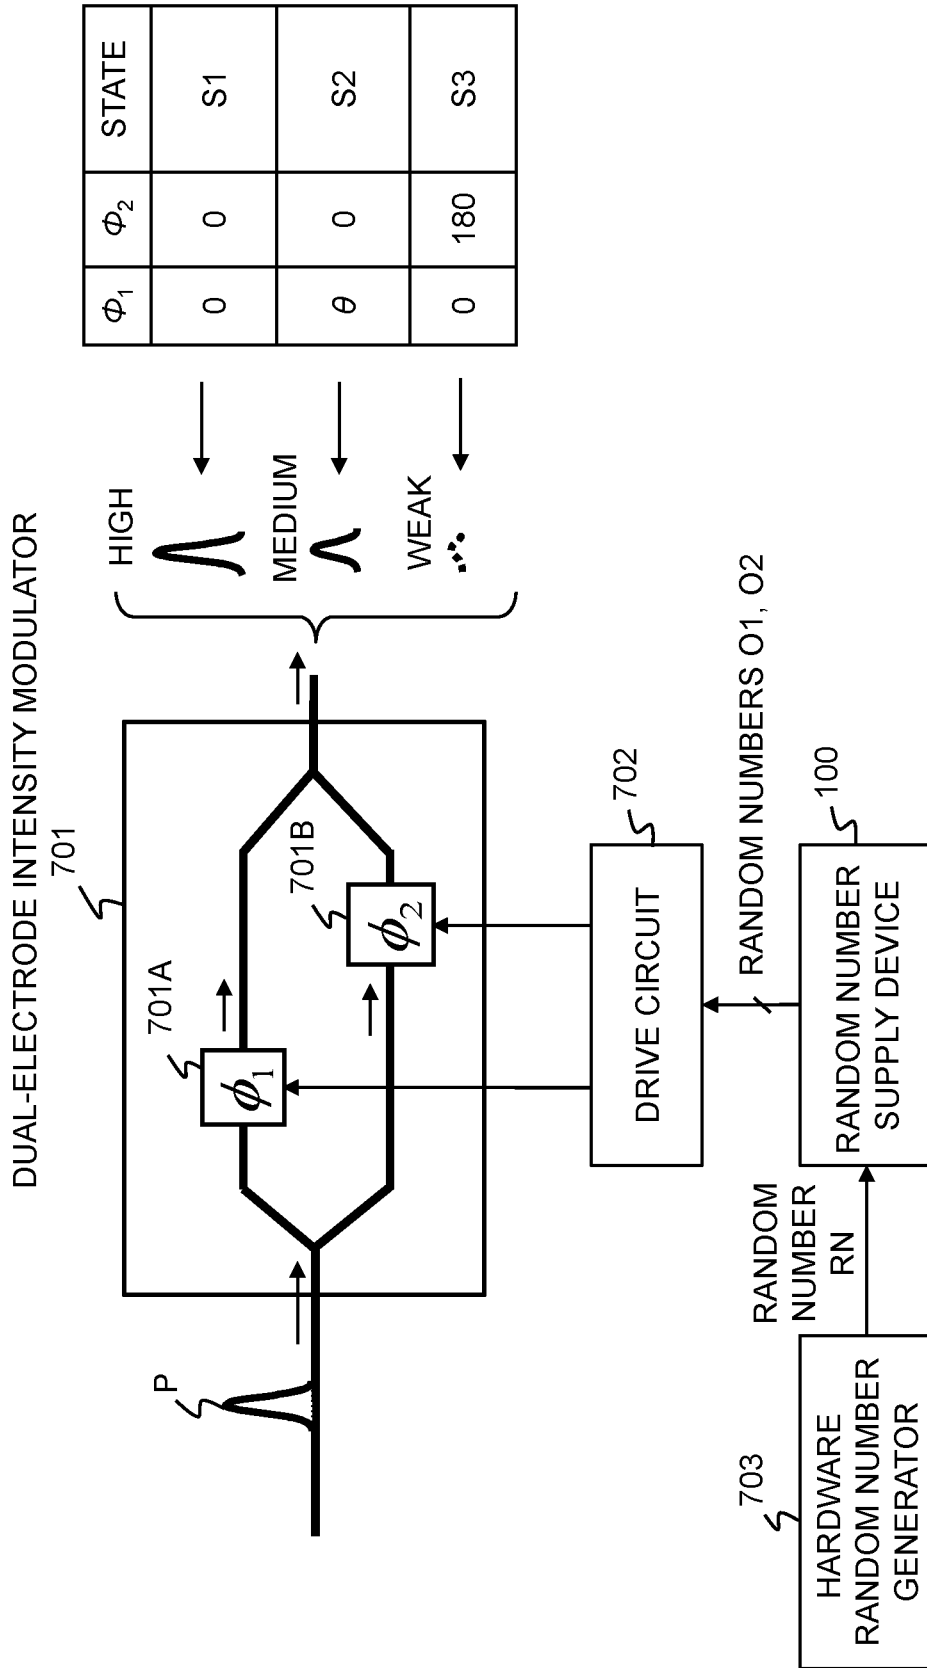 DUAL-ELECTRODE INTENSITY MODULATOR
701
P
701A
ϕ1
701B
ϕ2
HIGH
MEDIUM
WEAK
Φ1 Φ2 STATE
0 0 S1
θ 0 S2
0 180 S3
702
DRIVE CIRCUIT
RANDOM NUMBERS O1, O2
703
HARDWARE
RANDOM NUMBER
GENERATOR
RANDOM
NUMBER
RN
100
RANDOM NUMBER
SUPPLY DEVICE